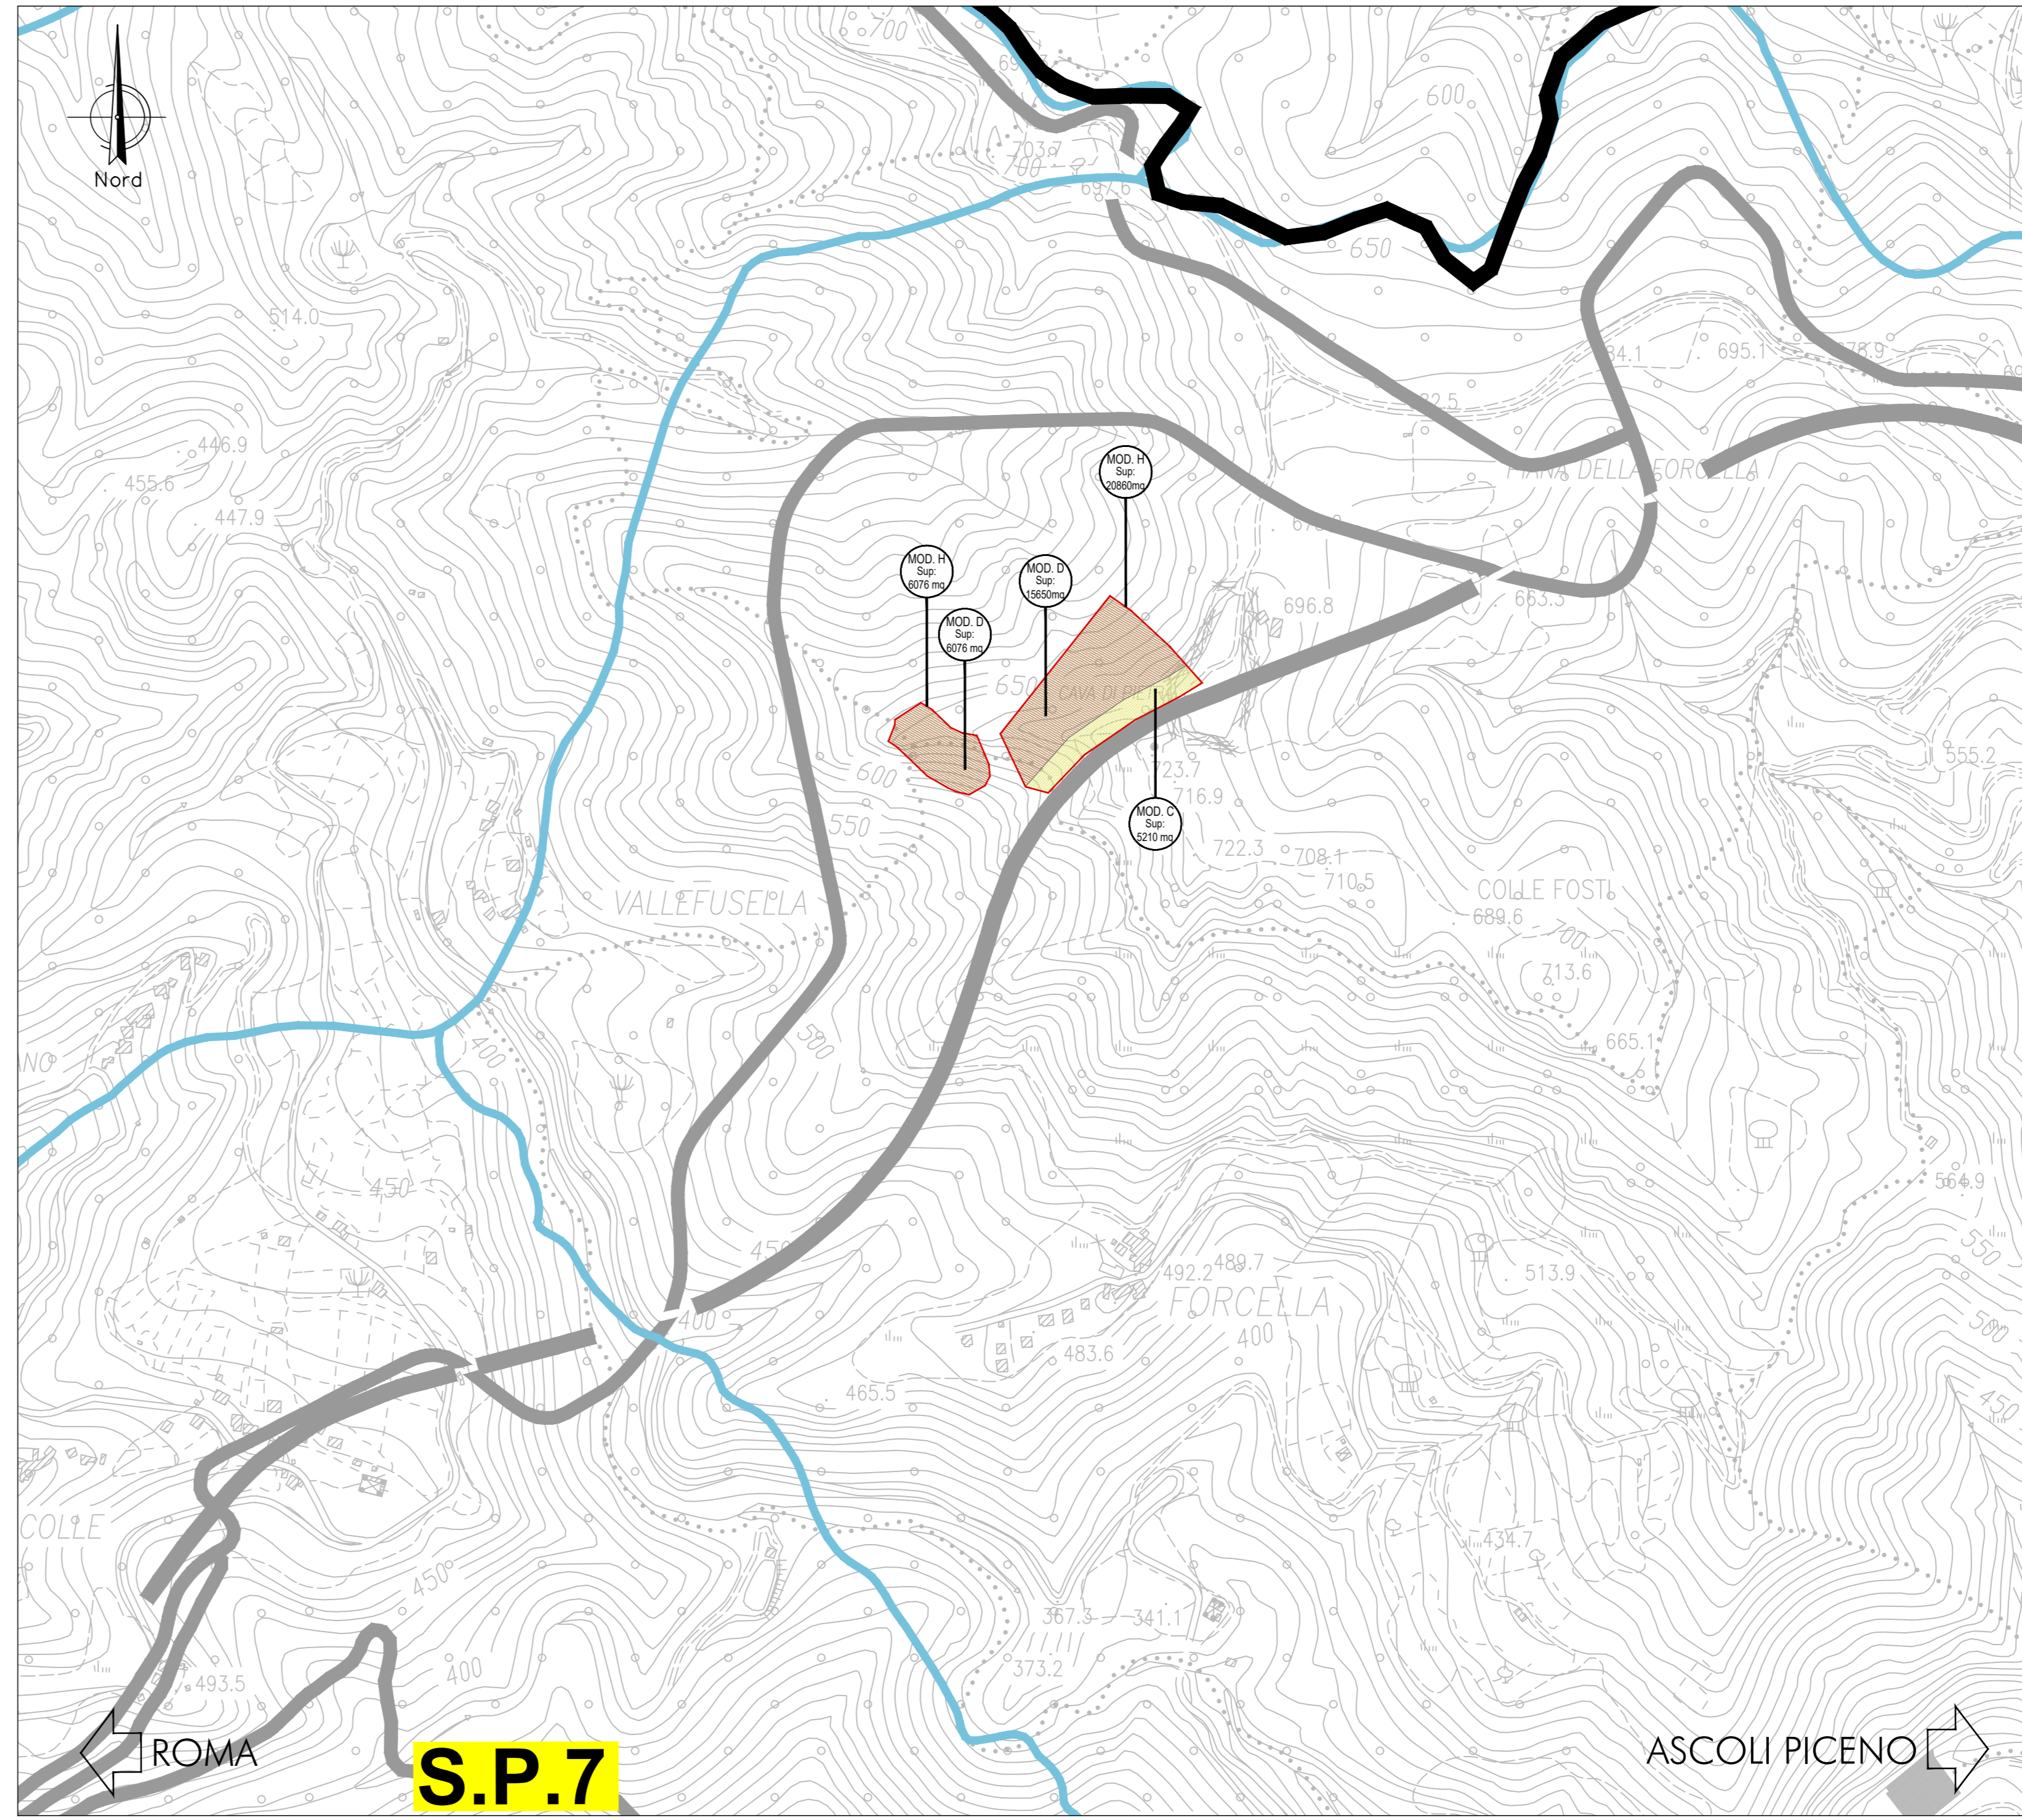 700
600
Nord
703.7
697.6
650
514.0
695.1
446.9
455.6
447.9
PIANA DELLA FORCELLA
MOD. H
Sup:
20860mq
MOD. H
Sup:
6076 mq
MOD. D
Sup:
15650mq
MOD. D
Sup:
6076 mq
696.8
663.3
650
CAVA DI PIETRA
600
550
723.7
716.9
555.2
MOD. C
Sup:
5210 mq
722.3
708.1
710.5
COLLE FOSTI
689.6
VALLEFUSELLA
713.6
500
400
665.1
450
564.9
450
550
492.2
489.7
513.9
FORCELLA
400
400
500
483.6
465.5
450
COLLE
434.7
450
367.3
341.1
373.2
400
493.5
ROMA
S.P.7
ASCOLI PICENO